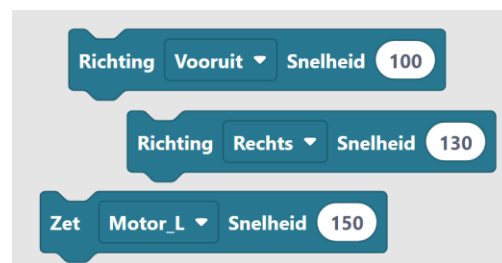 Richting Vooruit Snelheid 100
Richting Rechts Snelheid 130
Zet Motor_L Snelheid 150